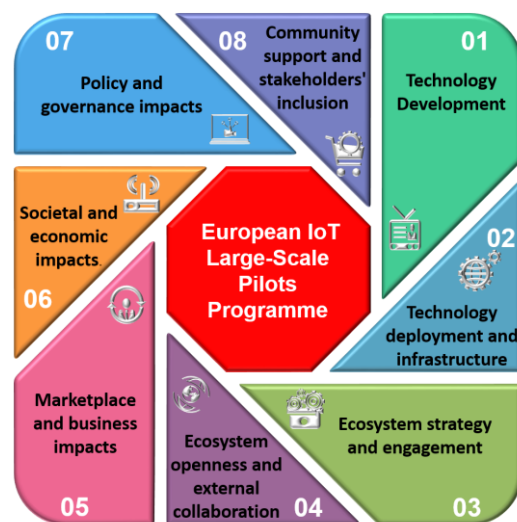 07
Policy and
governance impacts
08
Community
support and
stakeholders'
inclusion
01
Technology
Development
Societal and
economic
impacts.
06
European IoT
Large-Scale
Pilots
Programme
02
Technology
deployment and
infrastructure
Marketplace
and business
impacts
05
Ecosystem
openness and
external
collaboration
04
Ecosystem strategy
and engagement
03